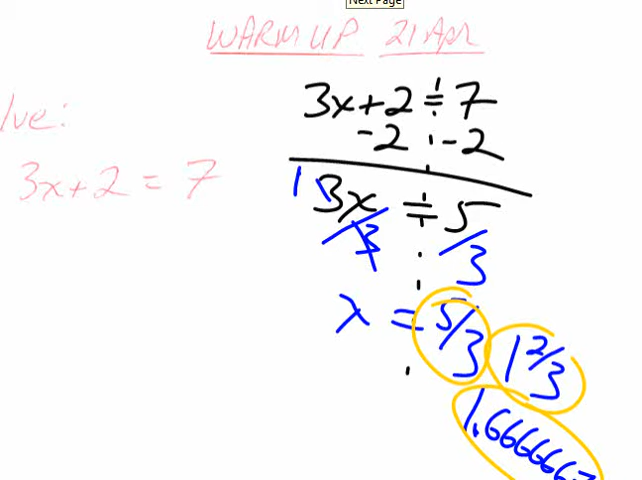 Next Page
WARM UP 21 Apr
lve:
3x+2 = 7
3x+2 = 7
-2 -2
1 3x = 5
/3 /3
x = 5/3 1 2/3
1.6666667